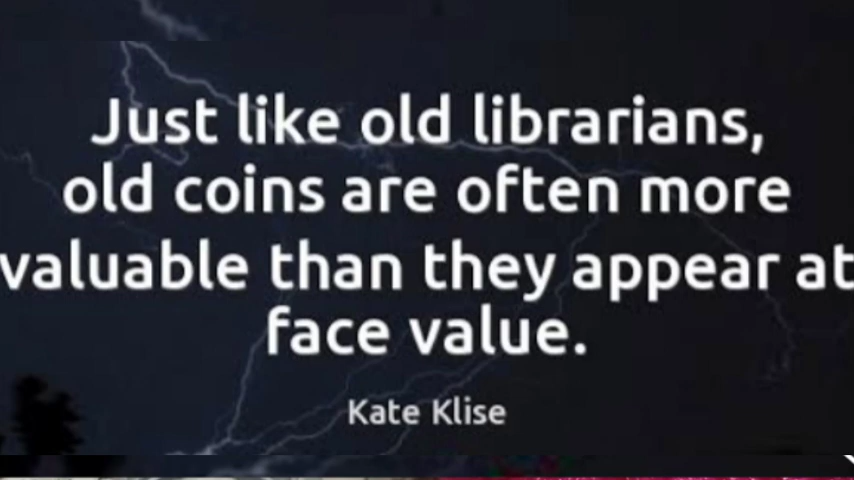 Just like old librarians,
old coins are often more
valuable than they appear at
face value.
Kate Klise